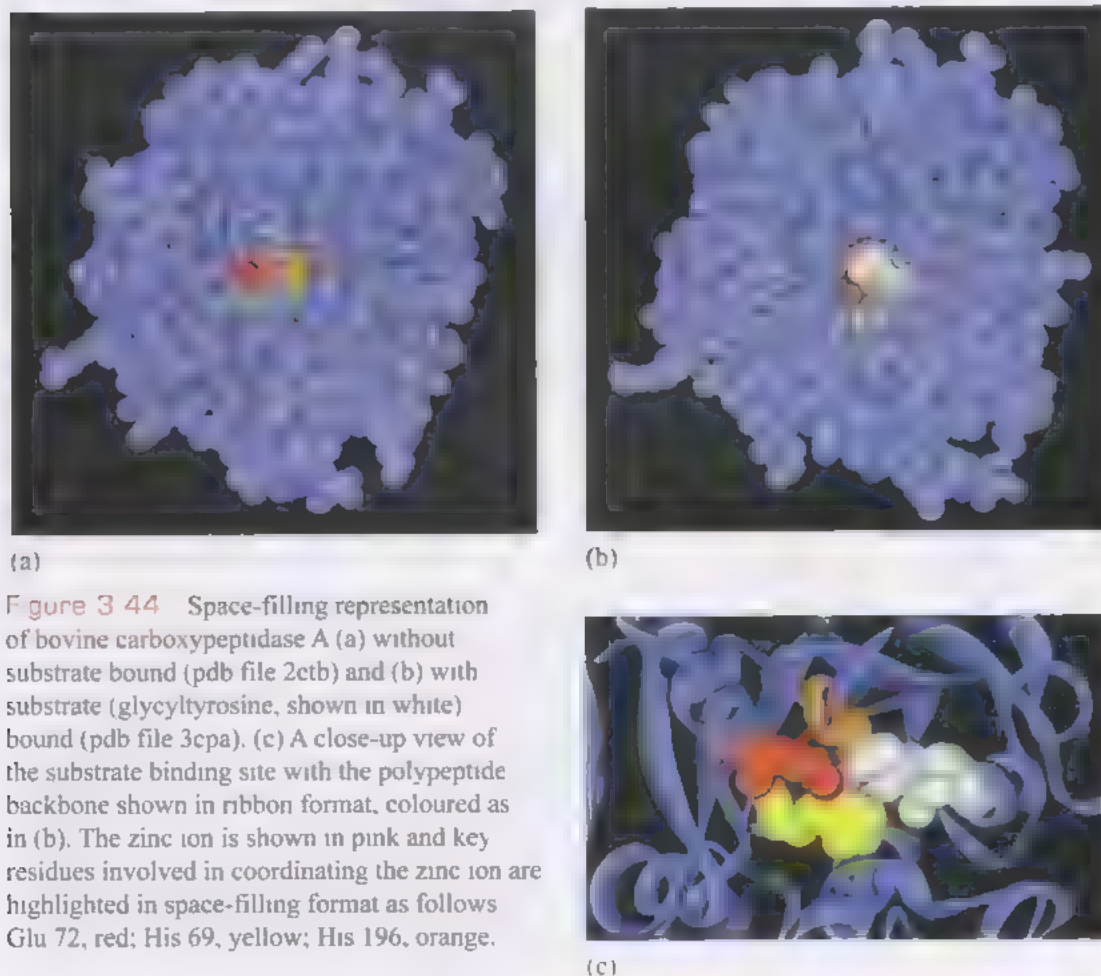 (a)
(b)
F gure 3 44 Space-filling representation
of bovine carboxypeptidase A (a) without
substrate bound (pdb file 2ctb) and (b) with
substrate (glycyltyrosine, shown in white)
bound (pdb file 3cpa). (c) A close-up view of
the substrate binding site with the polypeptide
backbone shown in ribbon format, coloured as
in (b). The zinc ion is shown in pink and key
residues involved in coordinating the zinc ion are
highlighted in space-filling format as follows
Glu 72, red; His 69, yellow; His 196, orange.
(c)